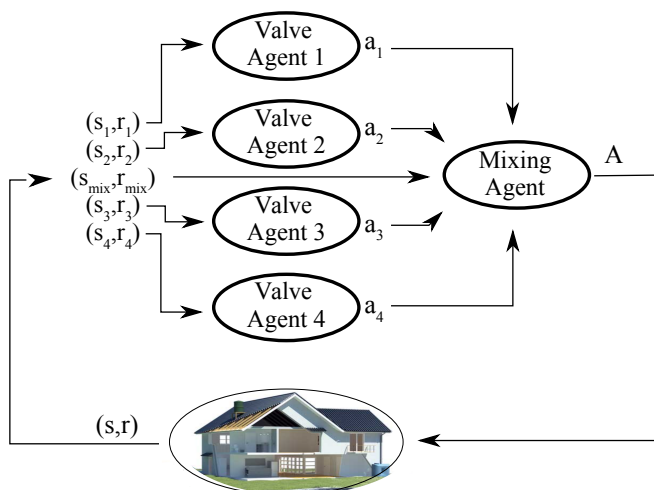 Valve
Agent 1
a₁
Valve
Agent 2
a₂
(s₁,r₁)
(s₂,r₂)
(sₘᵢₓ,rₘᵢₓ)
(s₃,r₃)
(s₄,r₄)
Mixing
Agent
A
Valve
Agent 3
a₃
Valve
Agent 4
a₄
(s,r)